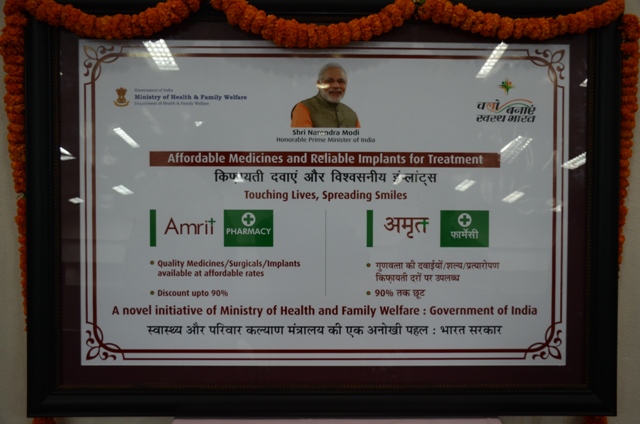 Government of India
Ministry of Health & Family Welfare
Department of Health & Family Welfare
चलो बनाएं
स्वस्थ भारत
Shri Narendra Modi
Honorable Prime Minister of India
Affordable Medicines and Reliable Implants for Treatment
किफ़ायती दवाएं और विश्वसनीय इंप्लांट्स
Touching Lives, Spreading Smiles
Amrit PHARMACY
अमृत फार्मेसी
• Quality Medicines/Surgicals/Implants
available at affordable rates
• Discount upto 90%
• गुणवत्ता की दवाईयाँ/शल्य/प्रत्यारोपण
किफ़ायती दरों पर उपलब्ध
• 90% तक छूट
A novel initiative of Ministry of Health and Family Welfare : Government of India
स्वास्थ्य और परिवार कल्याण मंत्रालय की एक अनोखी पहल : भारत सरकार